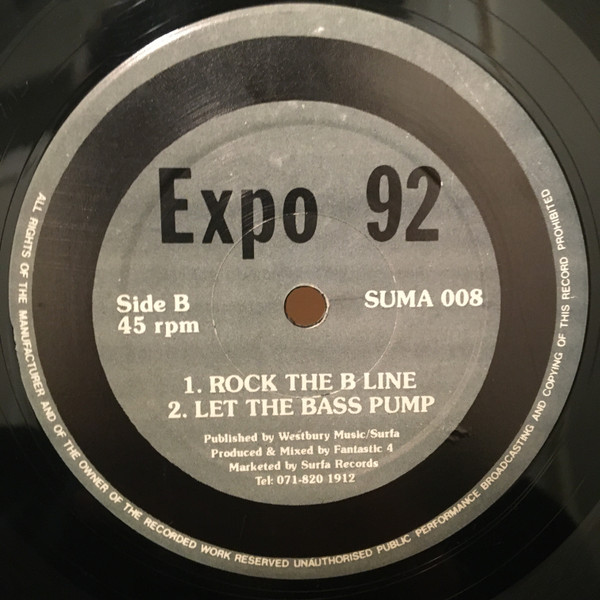 Expo 92
Side B
45 rpm
SUMA 008
1. ROCK THE B LINE
2. LET THE BASS PUMP
Published by Westbury Music/Surfa
Produced & Mixed by Fantastic 4
Marketed by Surfa Records
Tel: 071-820 1912
ALL RIGHTS OF THE MANUFACTURER AND OF THE OWNER OF THE RECORDED WORK RESERVED UNAUTHORISED PUBLIC PERFORMANCE BROADCASTING AND COPYING OF THIS RECORD PROHIBITED